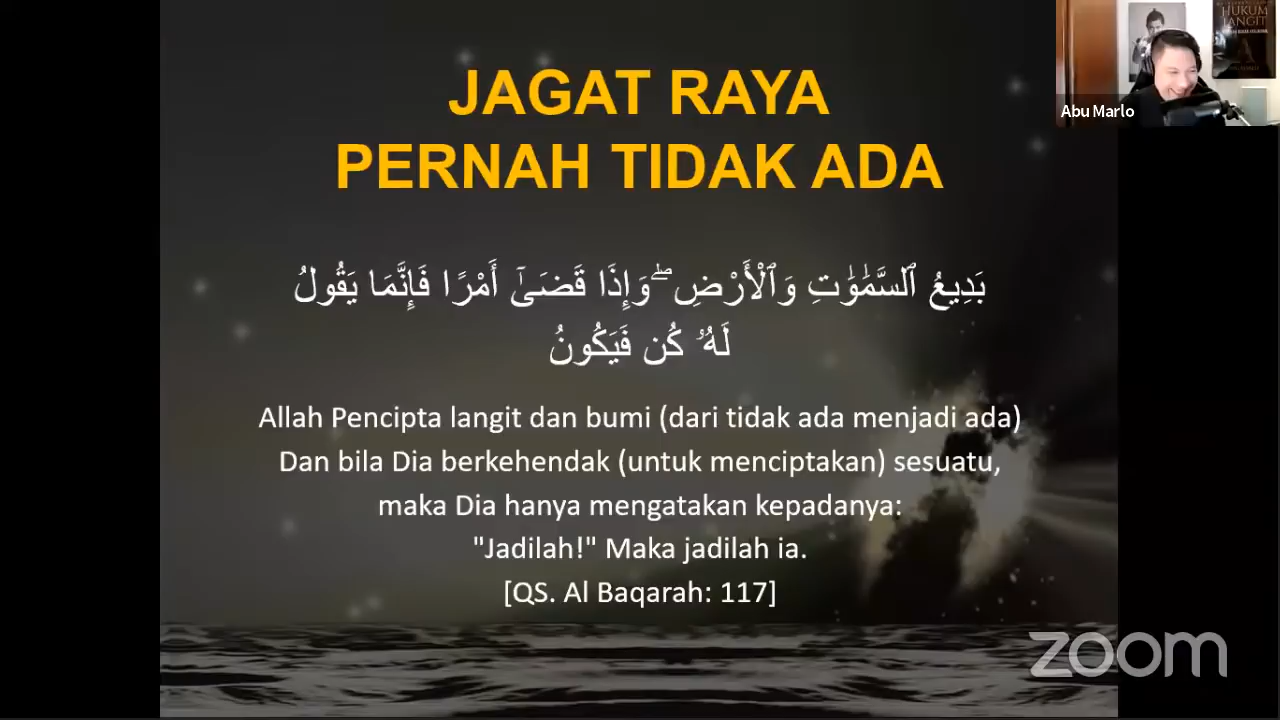 JAGAT RAYA
PERNAH TIDAK ADA
بَدِيعُ ٱلسَّمَٰوَٰتِ وَٱلْأَرْضِ ۖ وَإِذَا قَضَىٰٓ أَمْرًا فَإِنَّمَا يَقُولُ
لَهُۥ كُن فَيَكُونُ
Allah Pencipta langit dan bumi (dari tidak ada menjadi ada)
Dan bila Dia berkehendak (untuk menciptakan) sesuatu,
maka Dia hanya mengatakan kepadanya:
"Jadilah!" Maka jadilah ia.
[QS. Al Baqarah: 117]
HUKUM
LANGIT
Abu Marlo
zoom